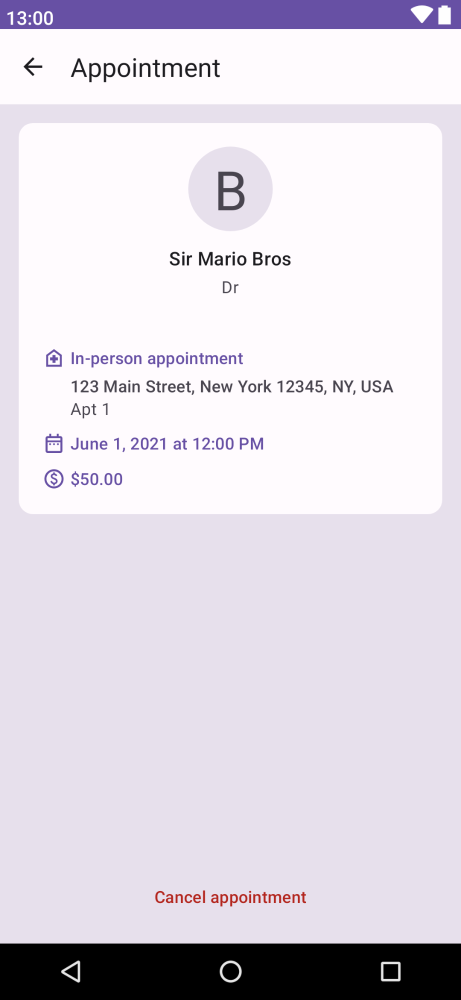 13:00
Appointment
B
Sir Mario Bros
Dr
In-person appointment
123 Main Street, New York 12345, NY, USA
Apt 1
June 1, 2021 at 12:00 PM
$50.00
Cancel appointment